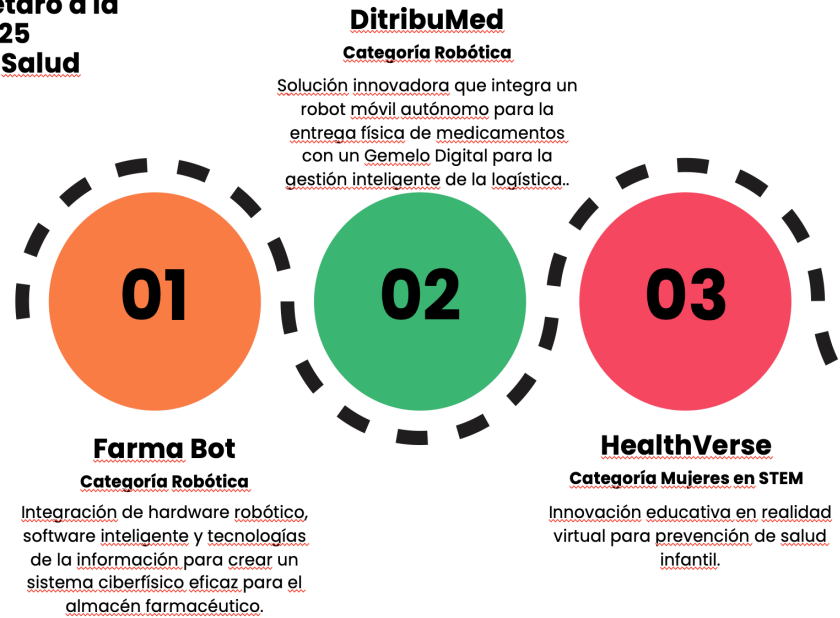 etaro a la
25
Salud
DitribuMed
Categoría Robótica
Solución innovadora que integra un
robot móvil autónomo para la
entrega física de medicamentos
con un Gemelo Digital para la
gestión inteligente de la logística..
01
02
03
Farma Bot
Categoría Robótica
Integración de hardware robótico,
software inteligente y tecnologías
de la información para crear un
sistema ciberfísico eficaz para el
almacén farmacéutico.
HealthVerse
Categoría Mujeres en STEM
Innovación educativa en realidad
virtual para prevención de salud
infantil.